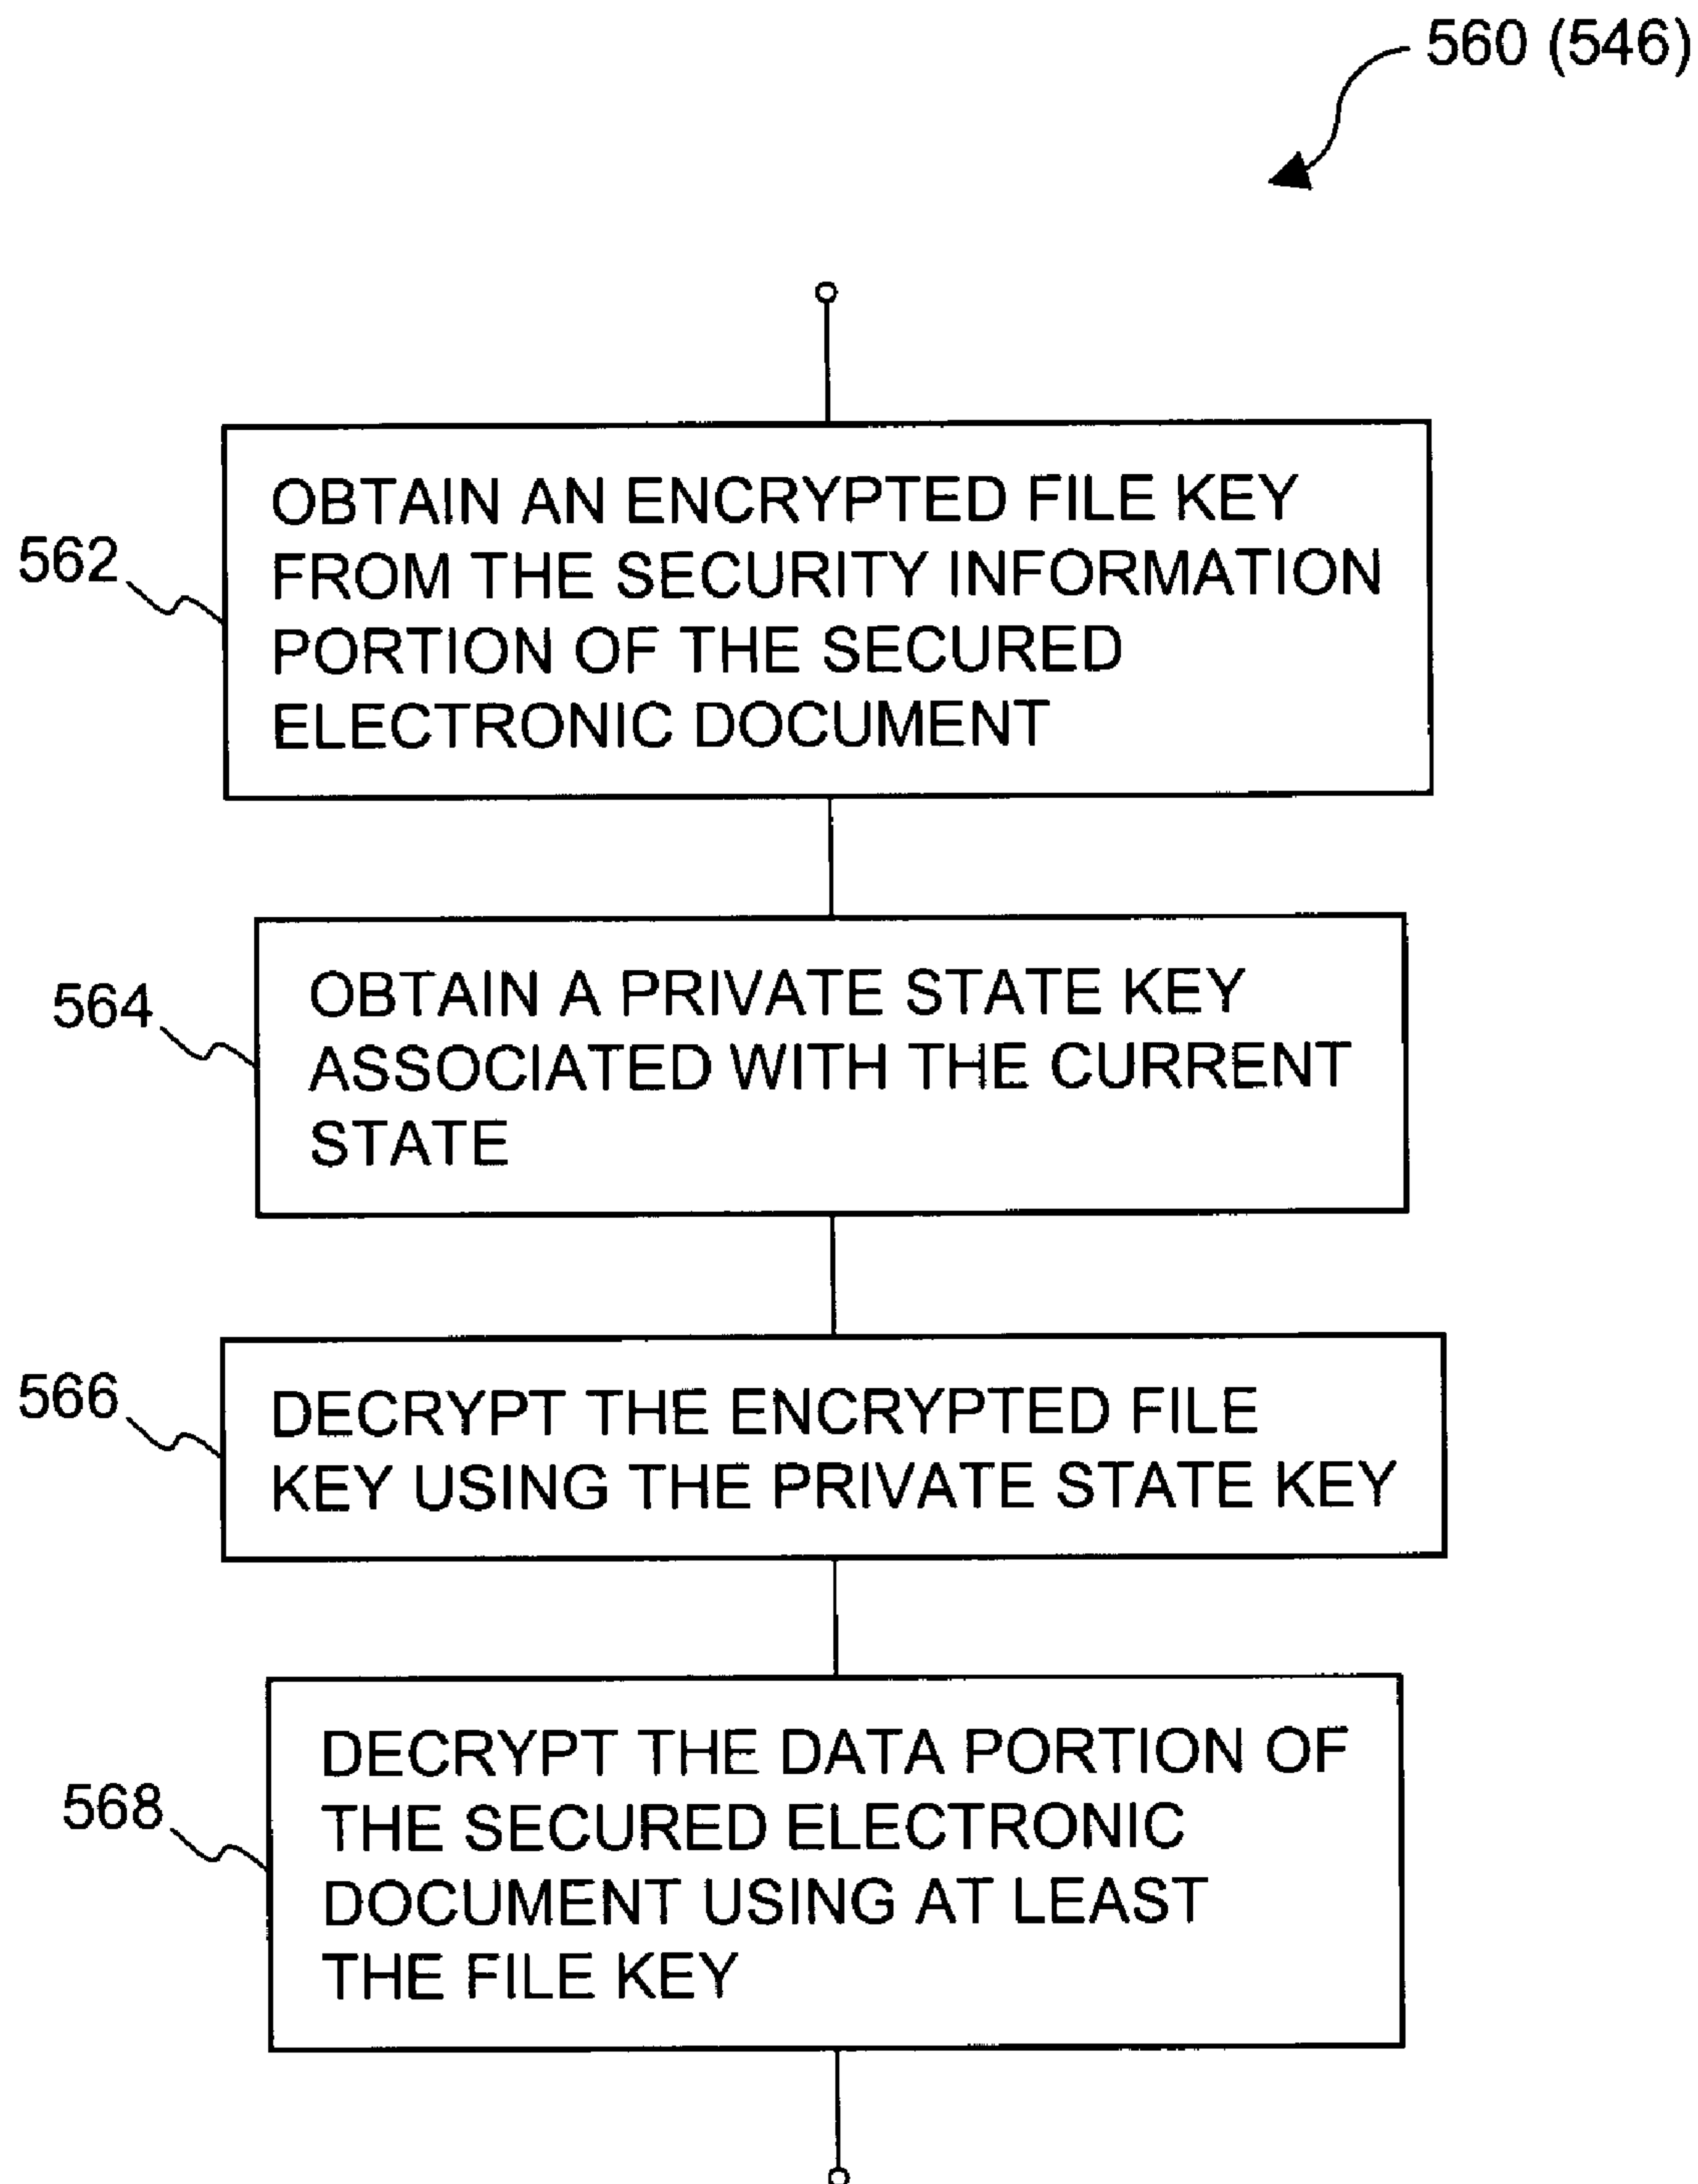 560 (546)
562
OBTAIN AN ENCRYPTED FILE KEY
FROM THE SECURITY INFORMATION
PORTION OF THE SECURED
ELECTRONIC DOCUMENT
564
OBTAIN A PRIVATE STATE KEY
ASSOCIATED WITH THE CURRENT
STATE
566
DECRYPT THE ENCRYPTED FILE
KEY USING THE PRIVATE STATE KEY
568
DECRYPT THE DATA PORTION OF
THE SECURED ELECTRONIC
DOCUMENT USING AT LEAST
THE FILE KEY